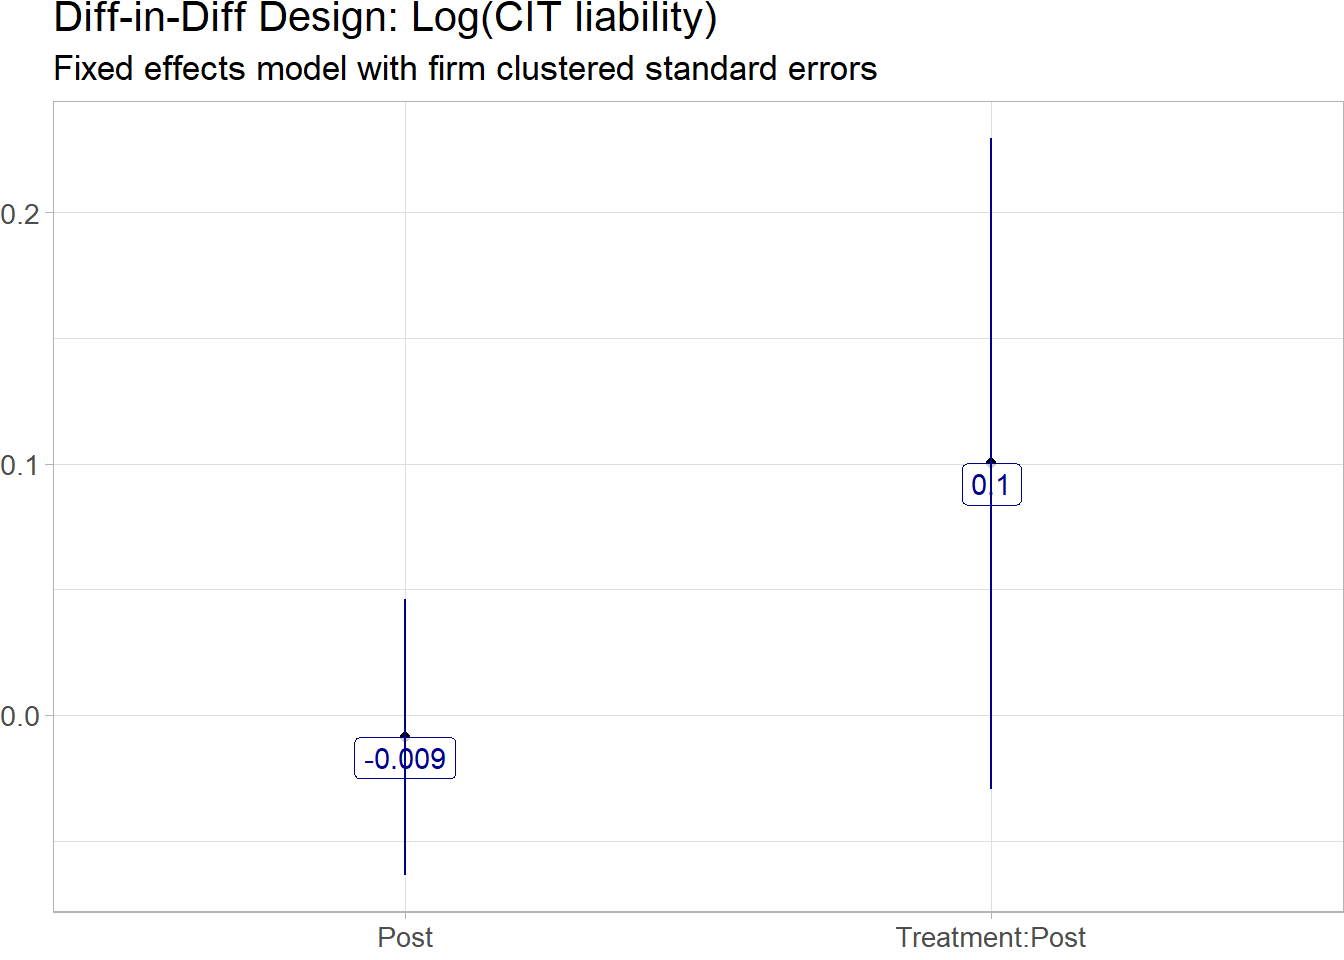 Diff-in-Diff Design: Log(CIT liability)
Fixed effects model with firm clustered standard errors
0.2
0.1
0.1
0.0
-0.009
Post Treatment:Post